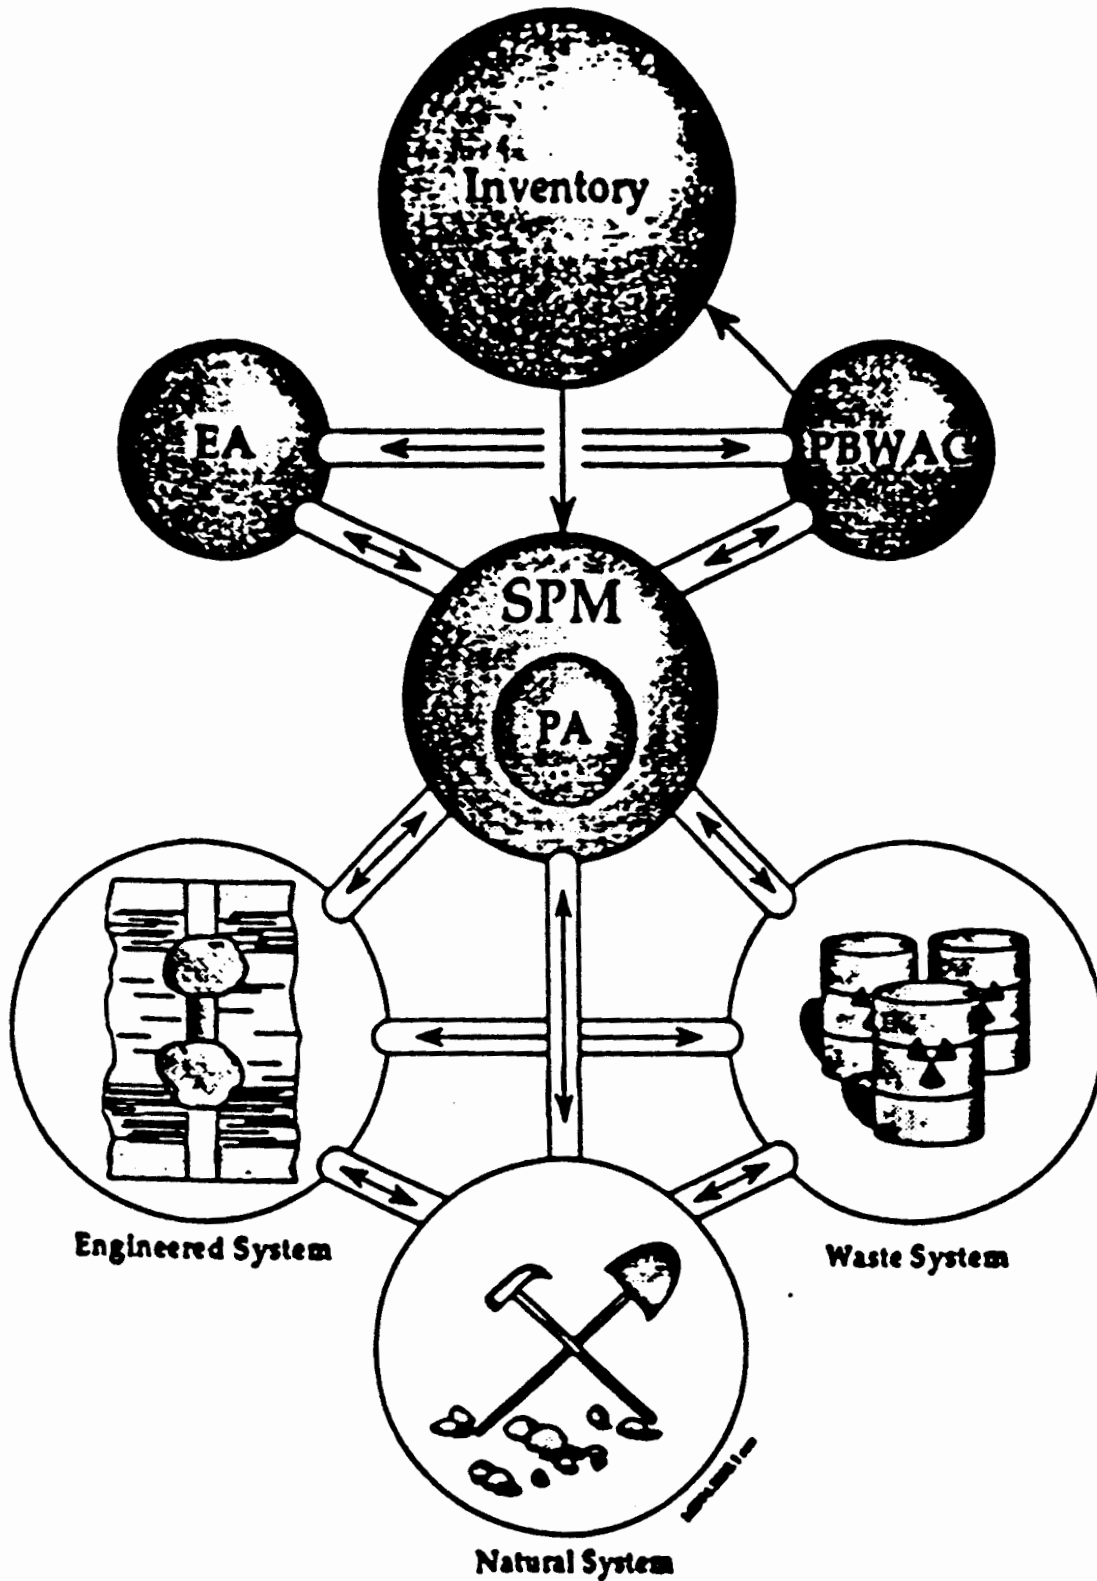 Inventory
EA
PBWAC
SPM
PA
Engineered System
Waste System
Natural System